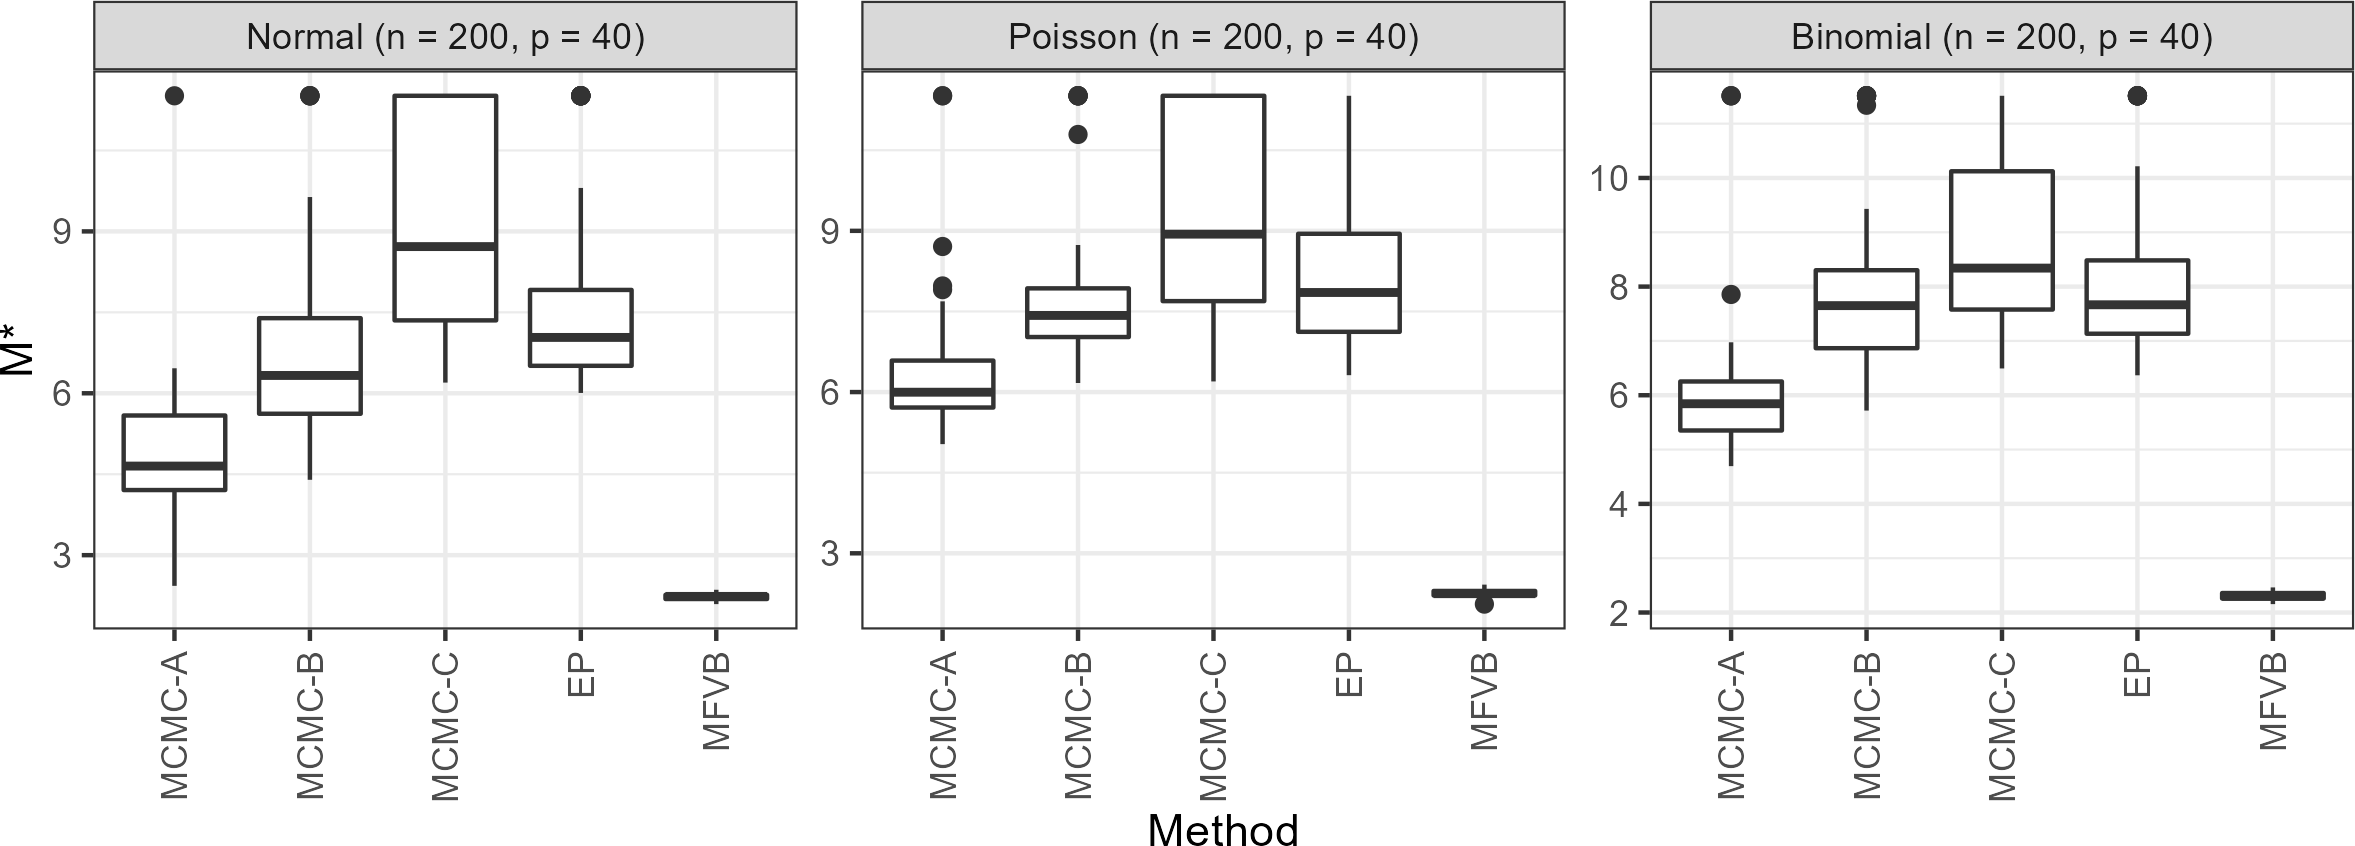 Normal (n = 200, p = 40)
Poisson (n = 200, p = 40)
Binomial (n = 200, p = 40)
M*
9
6
3
9
6
3
10
8
6
4
2
MCMC-A
MCMC-B
MCMC-C
EP
MFVB
MCMC-A
MCMC-B
MCMC-C
EP
MFVB
MCMC-A
MCMC-B
MCMC-C
EP
MFVB
Method